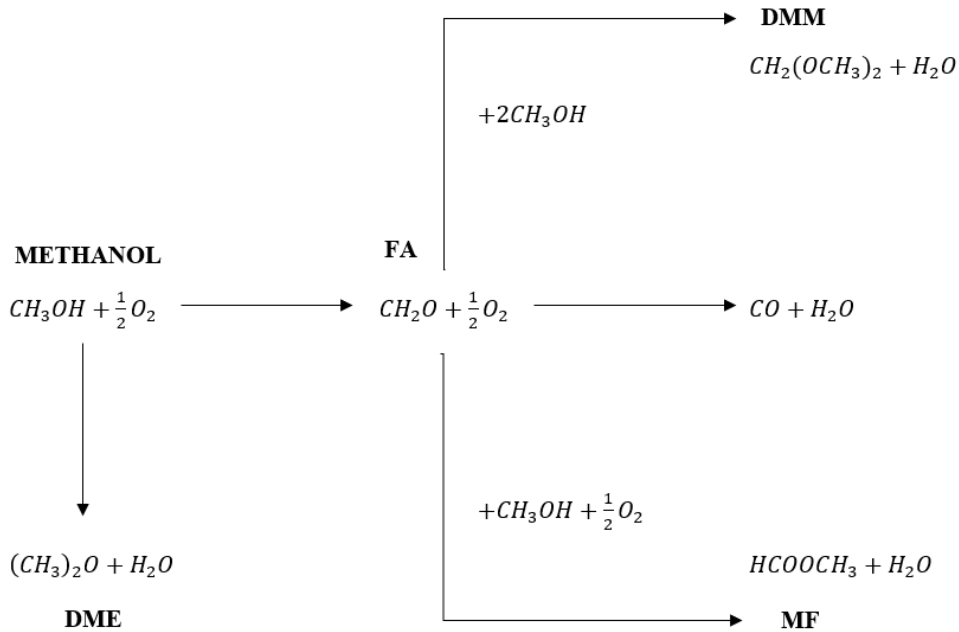 DMM
CH₂(OCH₃)₂ + H₂O
+2CH₃OH
METHANOL
FA
CH₃OH + ½O₂
CH₂O + ½O₂
CO + H₂O
+CH₃OH + ½O₂
(CH₃)₂O + H₂O
HCOOCH₃ + H₂O
DME
MF